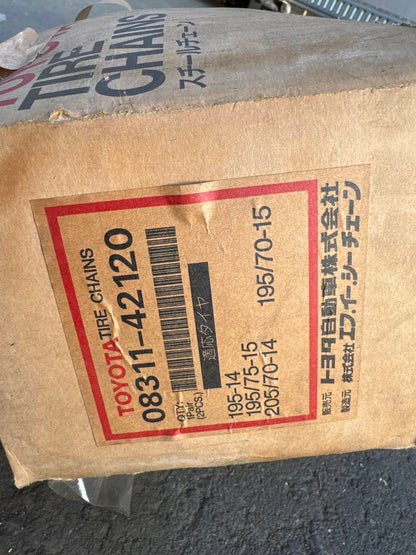 TOYOTA
TIRE
CHAINS
スチールチェーン
TOYOTA TIRE CHAINS
08311-42120
QTY.
1Pair
(2PCS.)
適応タイヤ
195-14
195/75-15
205/70-14
195/70-15
販売元 トヨタ自動車株式会社
製造元 株式会社 エフ.イー.シー チェーン